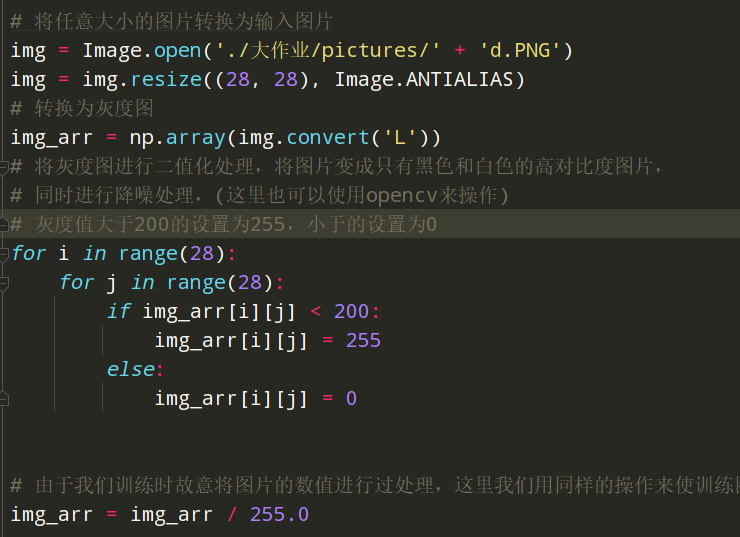 # 将任意大小的图片转换为输入图片
img = Image.open('./大作业/pictures/' + 'd.PNG')
img = img.resize((28, 28), Image.ANTIALIAS)
# 转换为灰度图
img_arr = np.array(img.convert('L'))
# 将灰度图进行二值化处理，将图片变成只有黑色和白色的高对比度图片，
# 同时进行降噪处理，(这里也可以使用opencv来操作)
# 灰度值大于200的设置为255，小于的设置为0
for i in range(28):
    for j in range(28):
        if img_arr[i][j] < 200:
            img_arr[i][j] = 255
        else:
            img_arr[i][j] = 0
# 由于我们训练时故意将图片的数值进行过处理，这里我们用同样的操作来使训练
img_arr = img_arr / 255.0